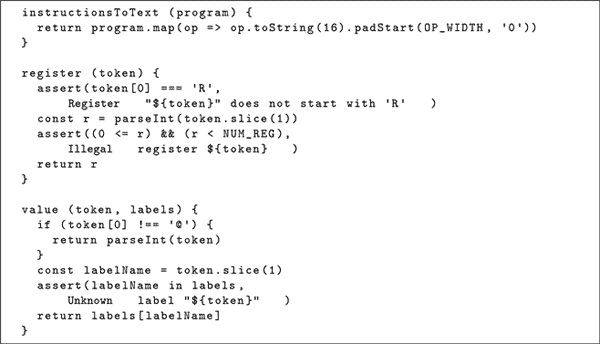 instructionsToText (program) {
  return program.map(op => op.toString(16).padStart(OP_WIDTH, '0'))
}

register (token) {
  assert(token[0] === 'R',
      Register   "${token}" does not start with 'R'   )
  const r = parseInt(token.slice(1))
  assert((0 <= r) && (r < NUM_REG),
      Illegal   register ${token}   )
  return r
}

value (token, labels) {
  if (token[0] !== '@') {
    return parseInt(token)
  }
  const labelName = token.slice(1)
  assert(labelName in labels,
      Unknown   label "${token}"   )
  return labels[labelName]
}